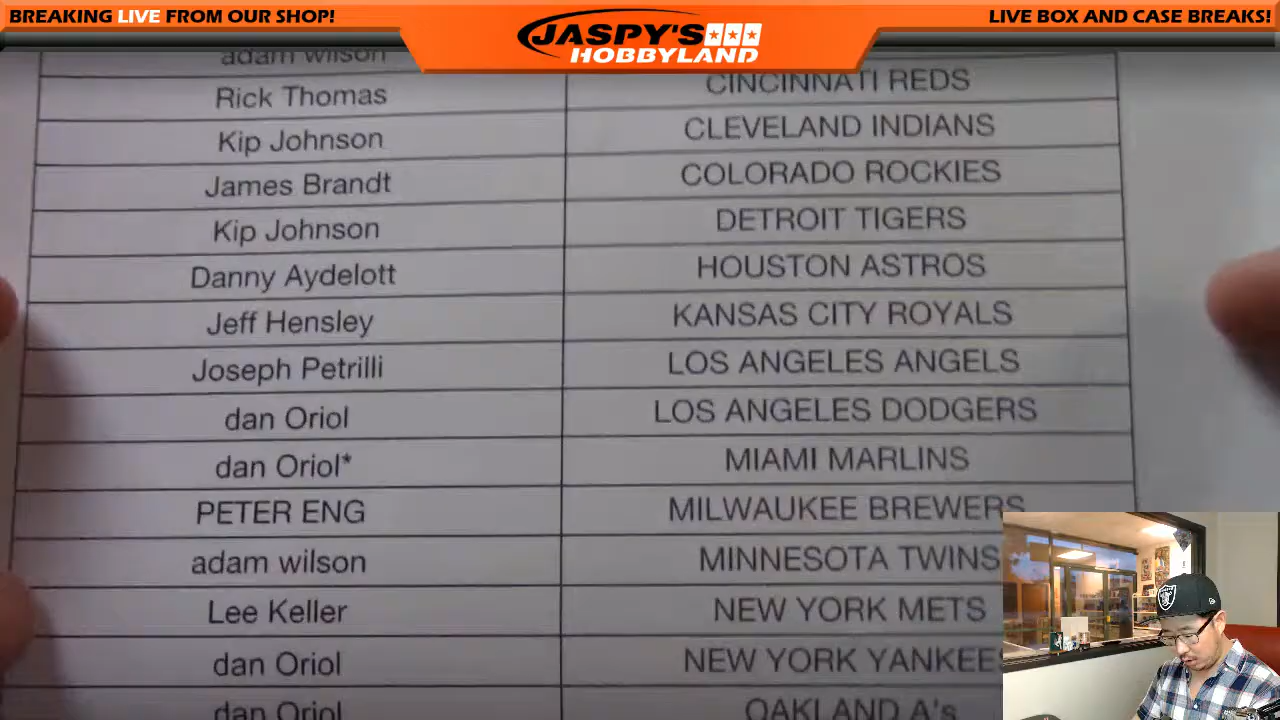 BREAKING LIVE FROM OUR SHOP!
JASPY'S
HOBBYLAND
LIVE BOX AND CASE BREAKS!
adam wilson
Rick Thomas CINCINNATI REDS
Kip Johnson CLEVELAND INDIANS
James Brandt COLORADO ROCKIES
Kip Johnson DETROIT TIGERS
Danny Aydelott HOUSTON ASTROS
Jeff Hensley KANSAS CITY ROYALS
Joseph Petrilli LOS ANGELES ANGELS
dan Oriol LOS ANGELES DODGERS
dan Oriol* MIAMI MARLINS
PETER ENG MILWAUKEE BREWERS
adam wilson MINNESOTA TWINS
Lee Keller NEW YORK METS
dan Oriol NEW YORK YANKEE
dan Oriol OAKLAND A's